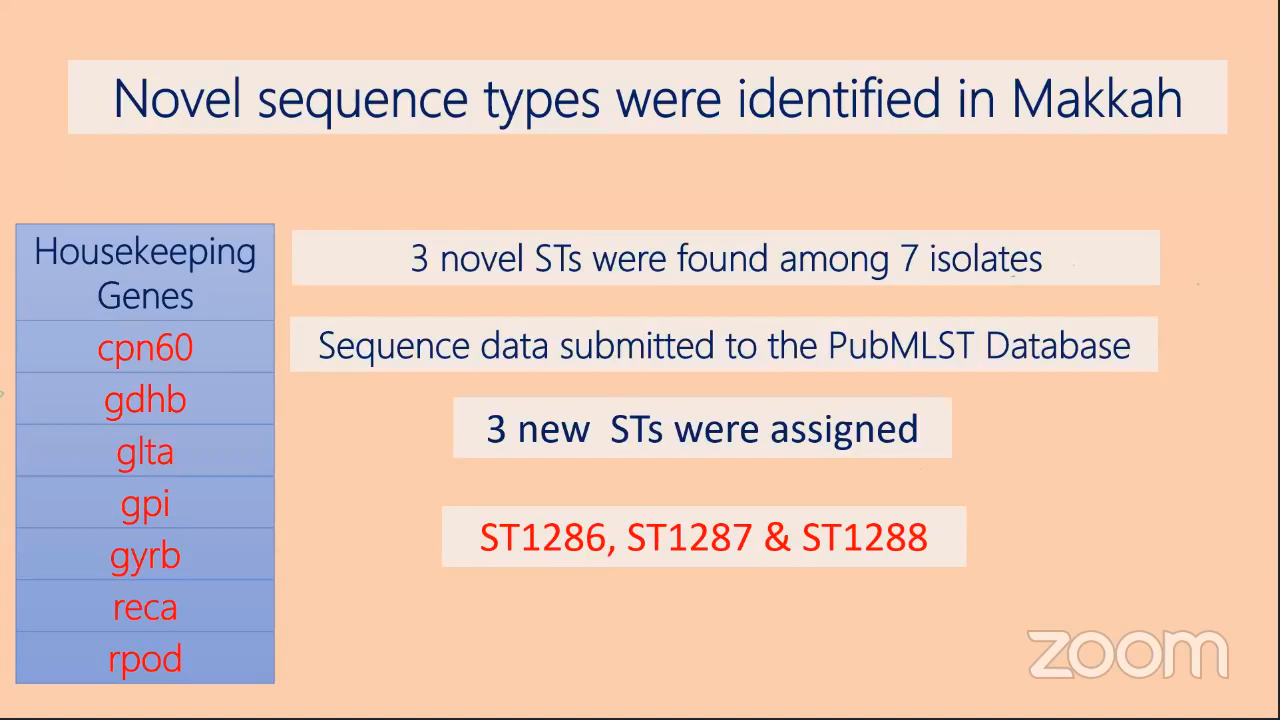 Novel sequence types were identified in Makkah
Housekeeping
Genes
cpn60
gdhb
glta
gpi
gyrb
reca
rpod
3 novel STs were found among 7 isolates
Sequence data submitted to the PubMLST Database
3 new STs were assigned
ST1286, ST1287 & ST1288
zoom